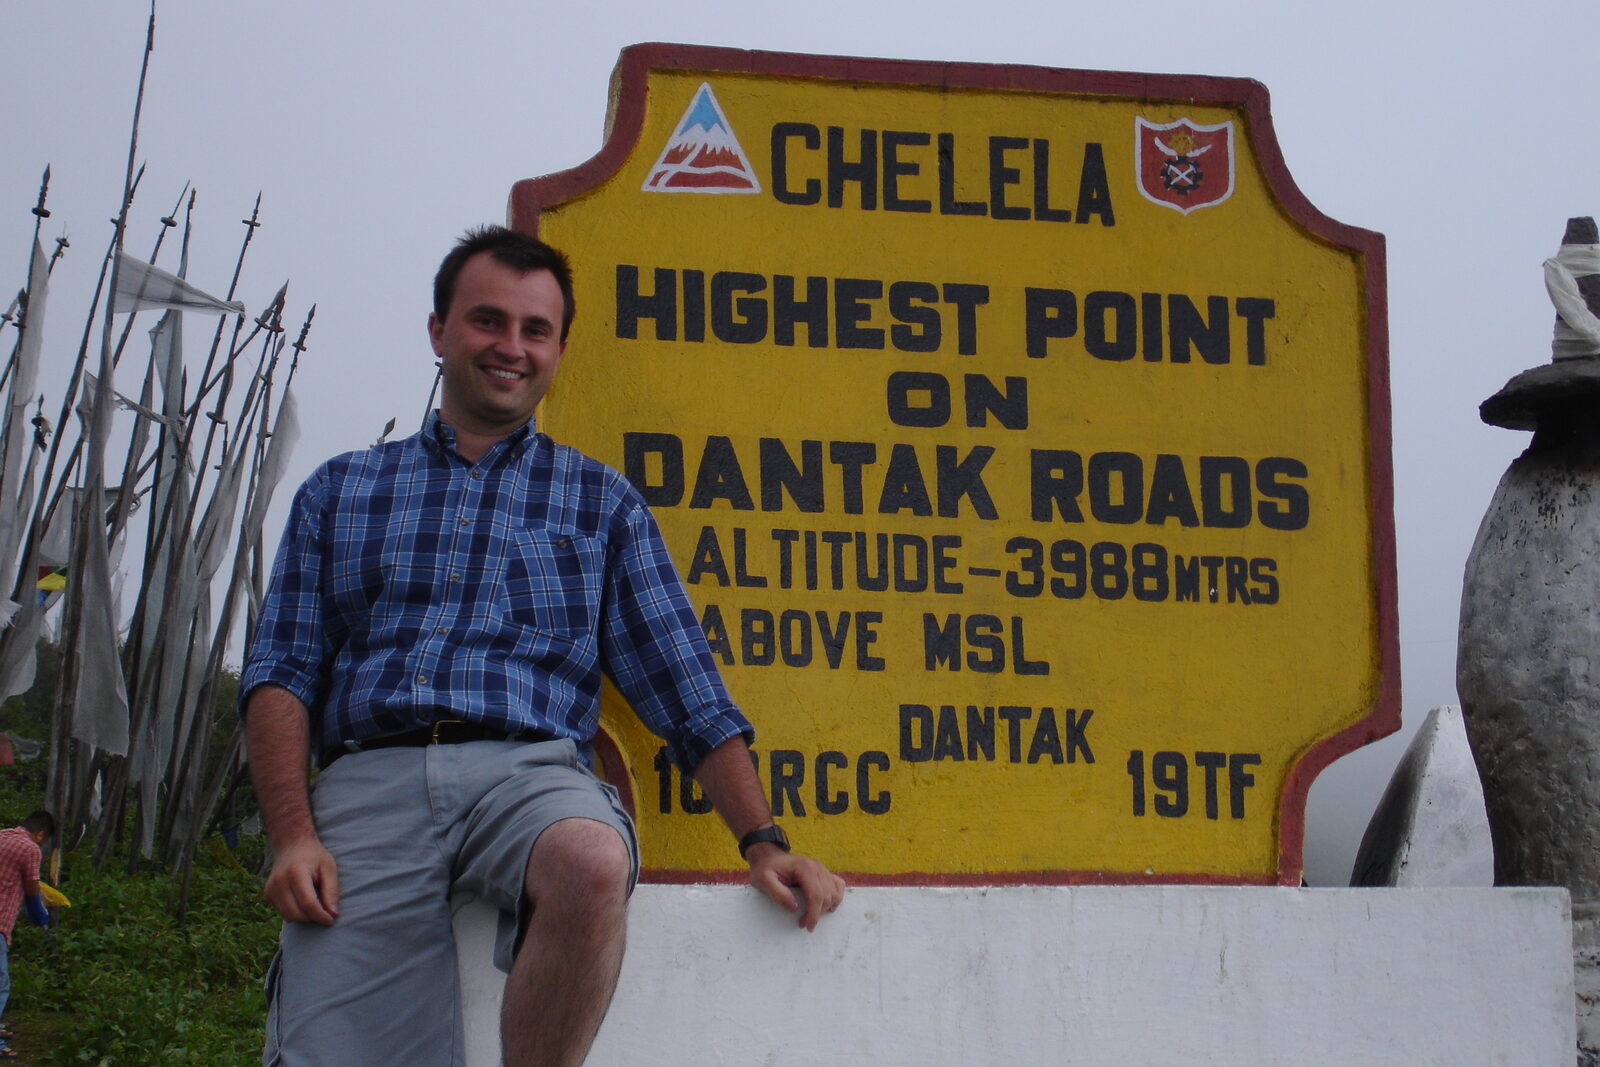 CHELELA
HIGHEST POINT
ON
DANTAK ROADS
ALTITUDE-3988MTRS
ABOVE MSL
DANTAK
RCC 19TF